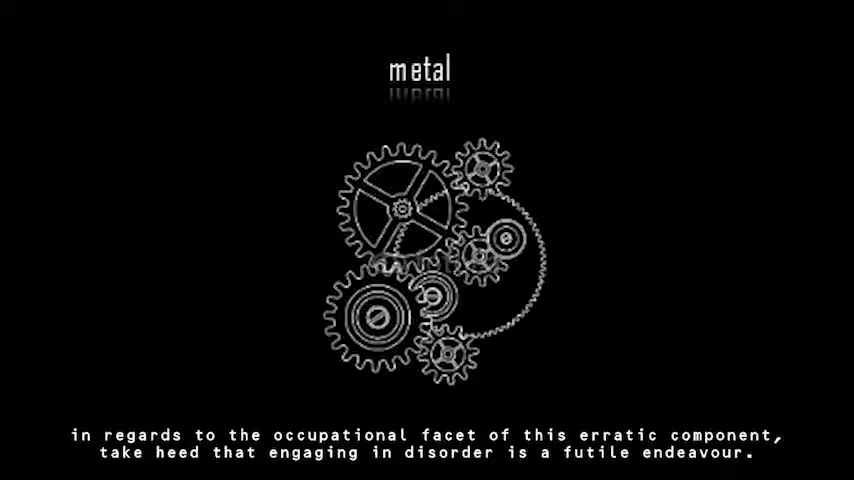 metal
in regards to the occupational facet of this erratic component,
take heed that engaging in disorder is a futile endeavour.